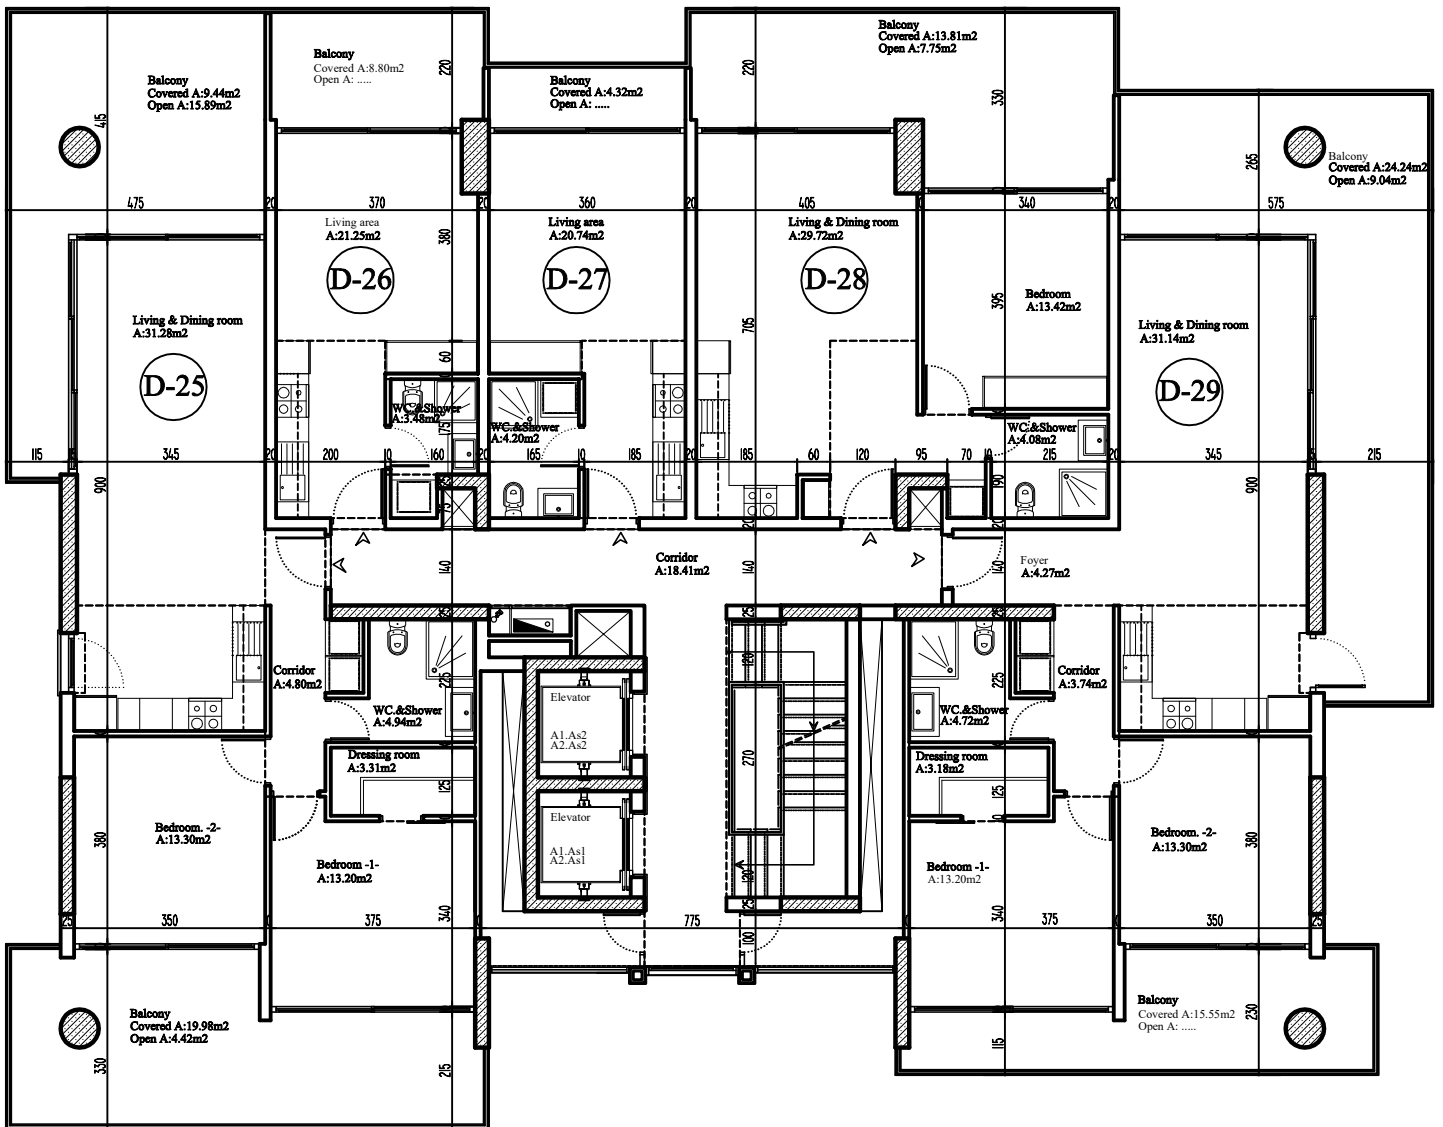 Balcony
Covered A:9.44m2
Open A:15.89m2
Balcony
Covered A:8.80m2
Open A: .....
Balcony
Covered A:4.32m2
Open A: .....
Balcony
Covered A:13.81m2
Open A:7.75m2
Balcony
Covered A:24.24m2
Open A:9.04m2
415
220
220
330
265
475
20
370
20
360
20
405
340
20
575
Living area
A:21.25m2
D-26
380
Living area
A:20.74m2
D-27
Living & Dining room
A:29.72m2
D-28
705
Bedroom
A:13.42m2
395
Living & Dining room
A:31.28m2
D-25
Living & Dining room
A:31.14m2
D-29
60
WC.&Shower
A:3.48m2
175
WC.&Shower
A:4.20m2
WC.&Shower
A:4.08m2
115
345
20
200
10
160
20
165
10
185
20
185
60
120
95
70
10
215
20
345
215
900
75
190
900
20
20
140
Corridor
A:18.41m2
140
Foyer
A:4.27m2
140
25
25
25
Corridor
A:4.80m2
225
WC.&Shower
A:4.94m2
Dressing room
A:3.31m2
125
Elevator
A1.As2
A2.As2
Elevator
A1.As1
A2.As1
120
270
120
25
225
Corridor
A:3.74m2
WC.&Shower
A:4.72m2
Dressing room
A:3.18m2
125
Bedroom. -2-
A:13.30m2
380
Bedroom -1-
A:13.20m2
340
Bedroom -1-
A:13.20m2
340
Bedroom. -2-
A:13.30m2
380
25
350
375
775
100
375
350
25
Balcony
Covered A:19.98m2
Open A:4.42m2
330
215
115
Balcony
Covered A:15.55m2
Open A: .....
230